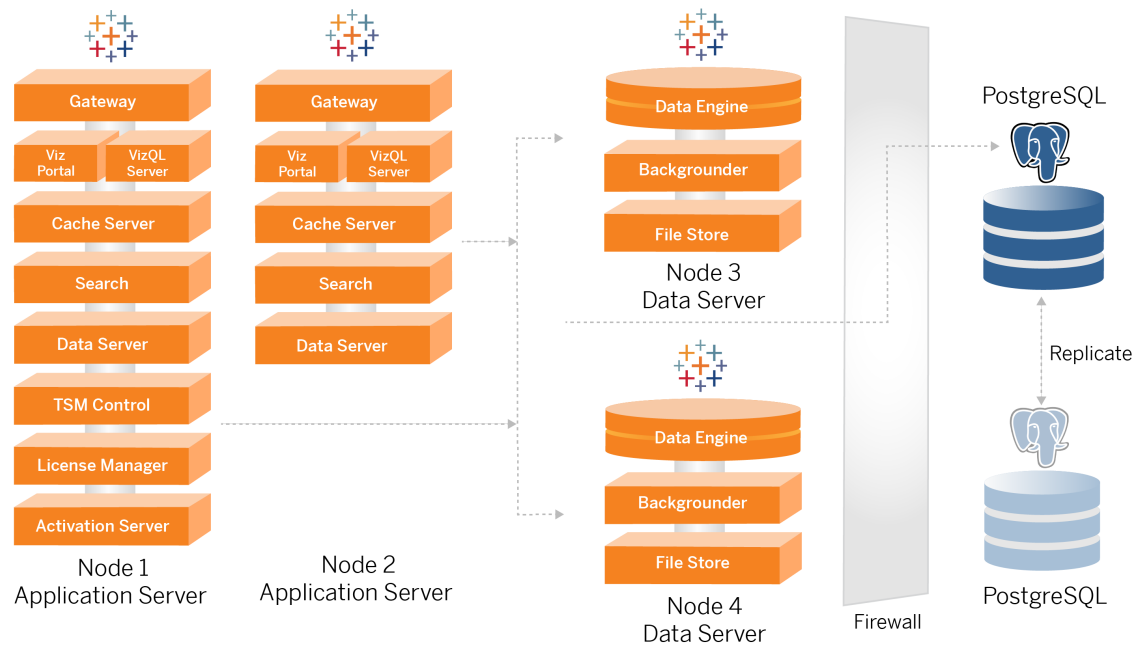 Gateway
Viz
Portal
VizQL
Server
Cache Server
Search
Data Server
TSM Control
License Manager
Activation Server
Node 1
Application Server
Gateway
Viz
Portal
VizQL
Server
Cache Server
Search
Data Server
Node 2
Application Server
Data Engine
Backgrounder
File Store
Node 3
Data Server
Data Engine
Backgrounder
File Store
Node 4
Data Server
Firewall
PostgreSQL
Replicate
PostgreSQL